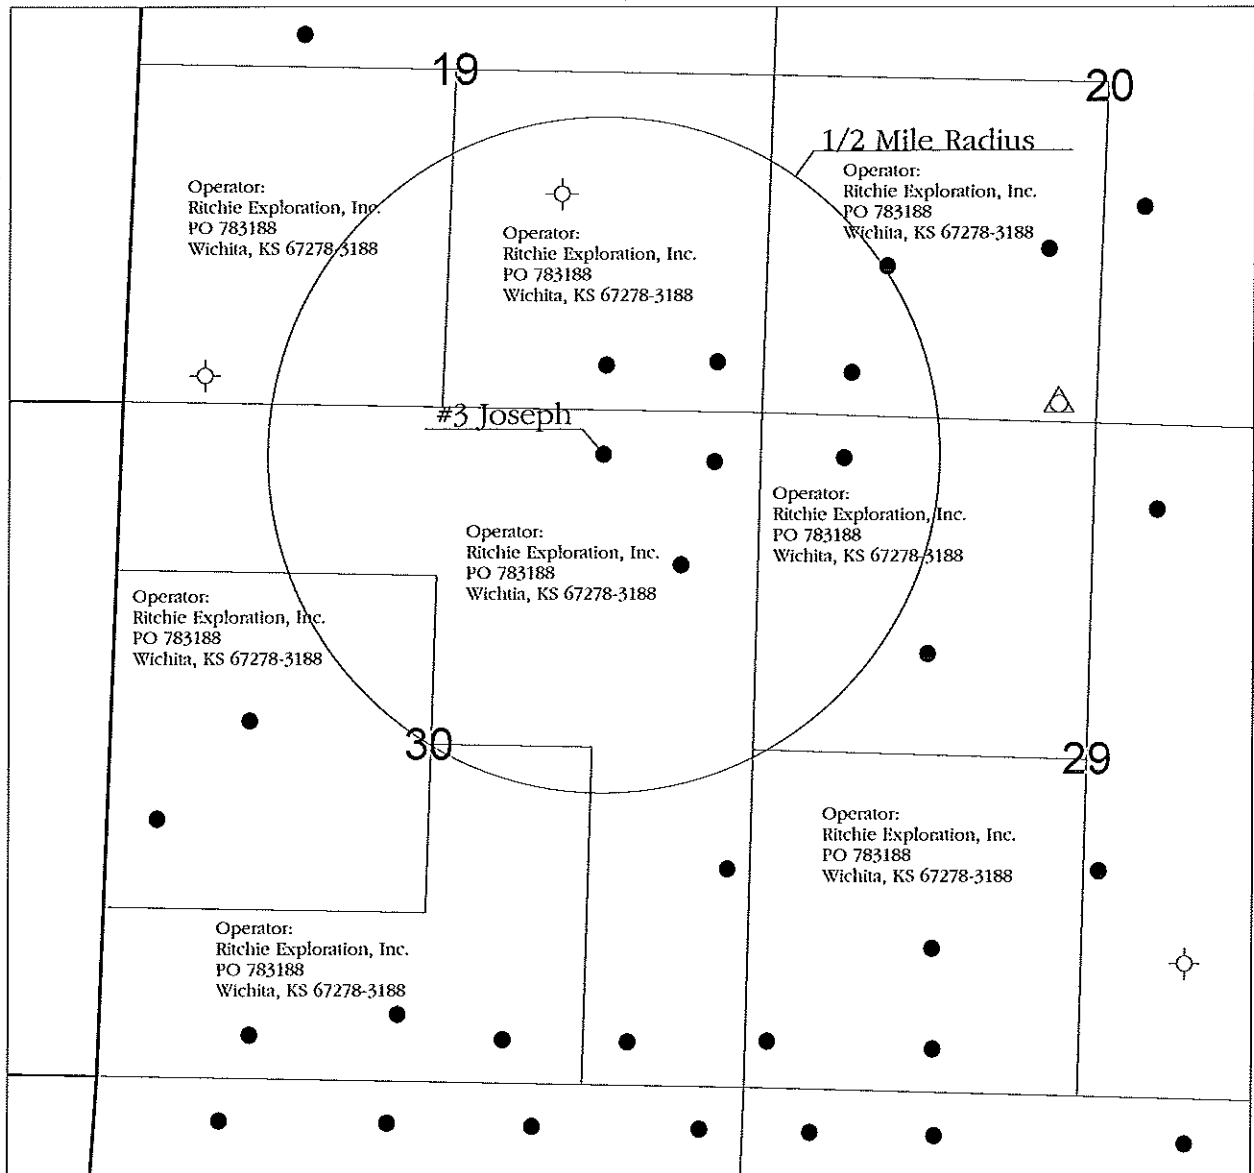 19
20
1/2 Mile Radius
Operator:
Ritchie Exploration, Inc.
PO 783188
Wichita, KS 67278-3188
Operator:
Ritchie Exploration, Inc.
PO 783188
Wichita, KS 67278-3188
Operator:
Ritchie Exploration, Inc.
PO 783188
Wichita, KS 67278-3188
#3 Joseph
Operator:
Ritchie Exploration, Inc.
PO 783188
Wichita, KS 67278-3188
Operator:
Ritchie Exploration, Inc.
PO 783188
Wichtia, KS 67278-3188
Operator:
Ritchie Exploration, Inc.
PO 783188
Wichita, KS 67278-3188
30
29
Operator:
Ritchie Exploration, Inc.
PO 783188
Wichita, KS 67278-3188
Operator:
Ritchie Exploration, Inc.
PO 783188
Wichita, KS 67278-3188